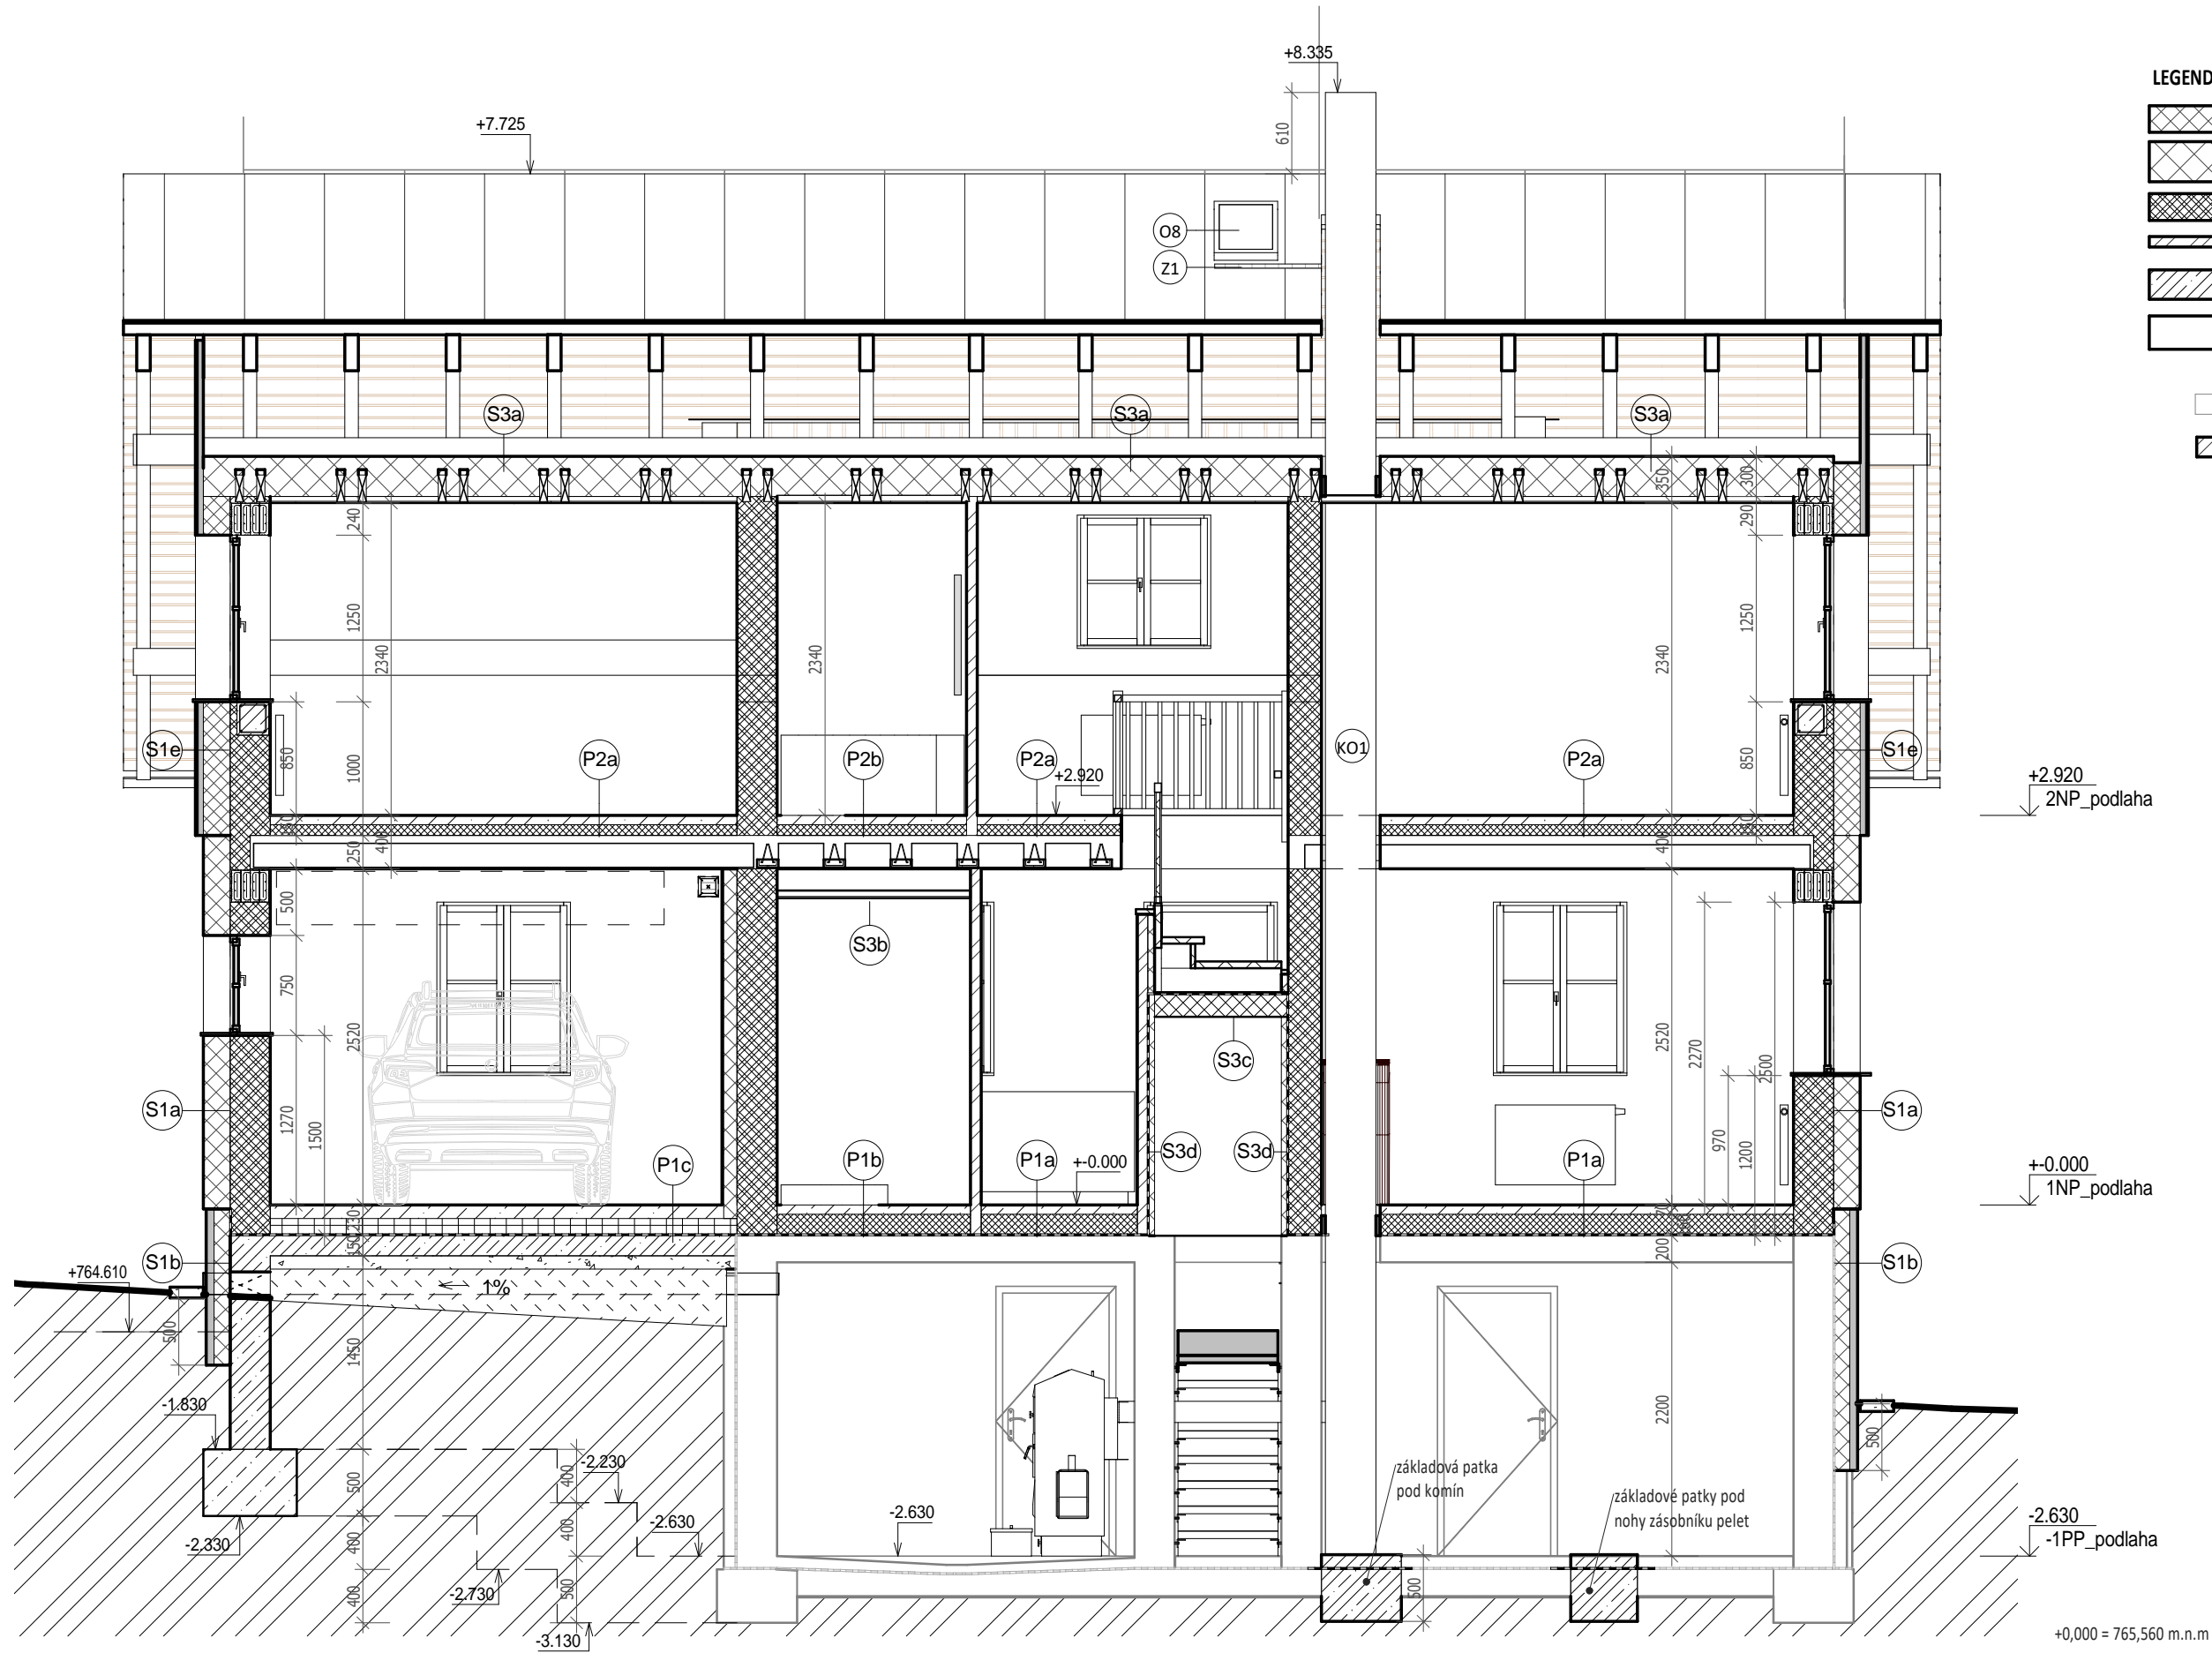 +8.335
LEGEND
+7.725
610
O8
Z1
S3a
S3a
S3a
350
300
240
290
1250
2340
2340
2340
1250
S1e
850
1000
P2a
P2b
P2a
+2.920
KO1
P2a
850
S1e
+2.920
2NP_podlaha
250
400
400
500
S3b
750
2520
S3c
2520
2270
2500
S1a
1270
1500
P1c
P1b
P1a
+-0.000
S3d
S3d
P1a
970
1200
S1a
+-0.000
1NP_podlaha
150
230
200
S1b
S1b
+764.610
1%
500
1450
-1.830
2200
500
500
400
-2.230
základová patka
pod komín
základové patky pod
nohy zásobníku pelet
-2.630
-2.630
-2.630
-1PP_podlaha
-2.330
400
400
-2.730
400
500
500
-3.130
+0,000 = 765,560 m.n.m